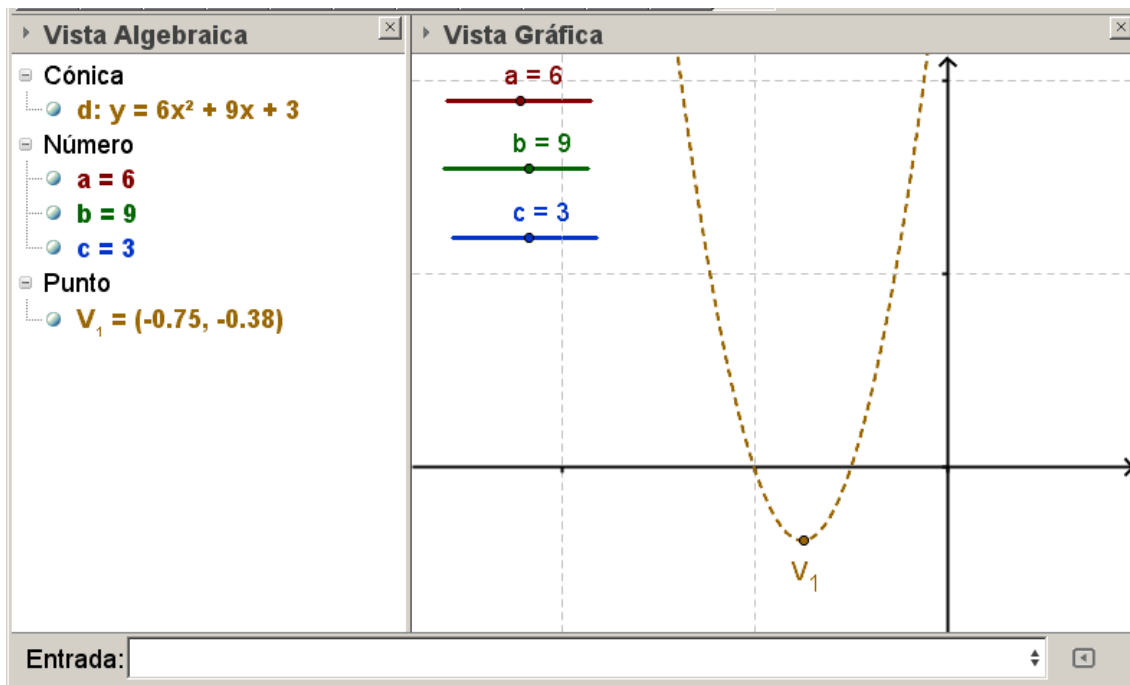 Vista Algebraica
Cónica
d: y = 6x² + 9x + 3
Número
a = 6
b = 9
c = 3
Punto
V₁ = (-0.75, -0.38)
Vista Gráfica
a = 6
b = 9
c = 3
V₁
Entrada: